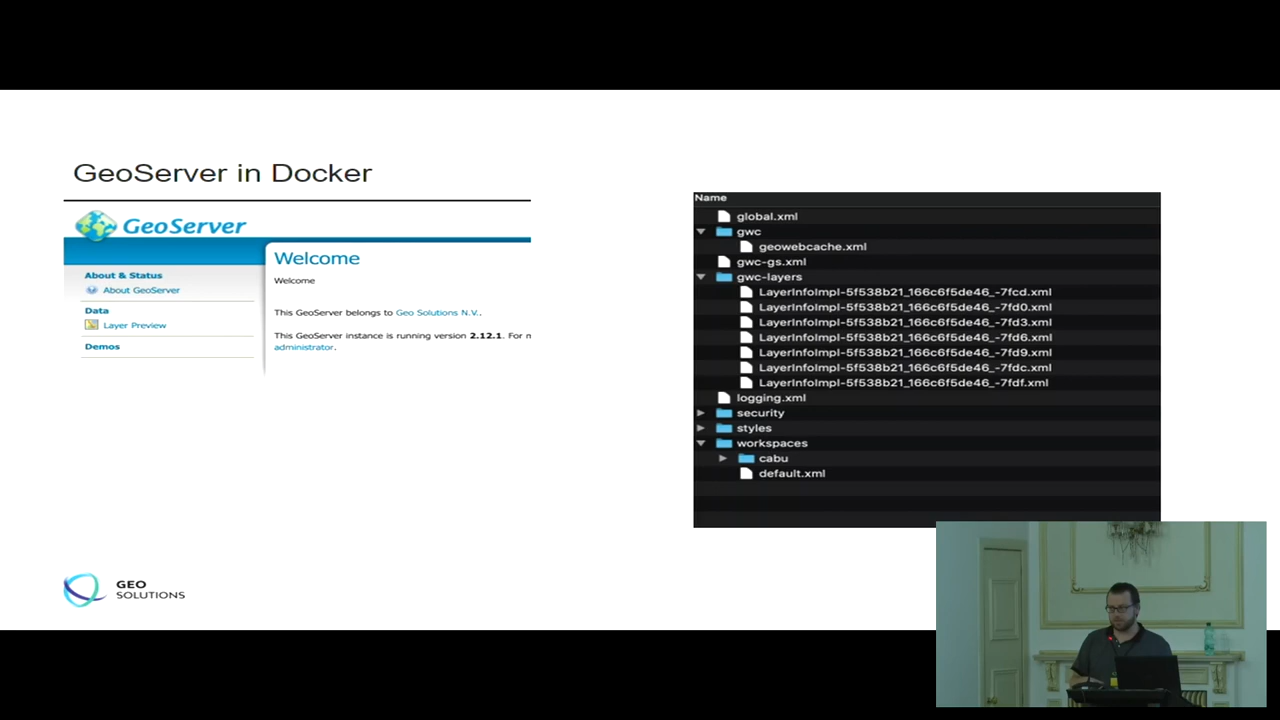 GeoServer in Docker
GeoServer
About & Status
About GeoServer
Data
Layer Preview
Demos
Welcome
Welcome
This GeoServer belongs to Geo Solutions N.V..
This GeoServer instance is running version 2.12.1. For n
administrator.
Name
global.xml
gwc
geowebcache.xml
gwc-gs.xml
gwc-layers
LayerInfoImpl-5f538b21_166c6f5de46_-7fcd.xml
LayerInfoImpl-5f538b21_166c6f5de46_-7fd0.xml
LayerInfoImpl-5f538b21_166c6f5de46_-7fd3.xml
LayerInfoImpl-5f538b21_166c6f5de46_-7fd6.xml
LayerInfoImpl-5f538b21_166c6f5de46_-7fd9.xml
LayerInfoImpl-5f538b21_166c6f5de46_-7fdc.xml
LayerInfoImpl-5f538b21_166c6f5de46_-7fdf.xml
logging.xml
security
styles
workspaces
cabu
default.xml
GEO
SOLUTIONS